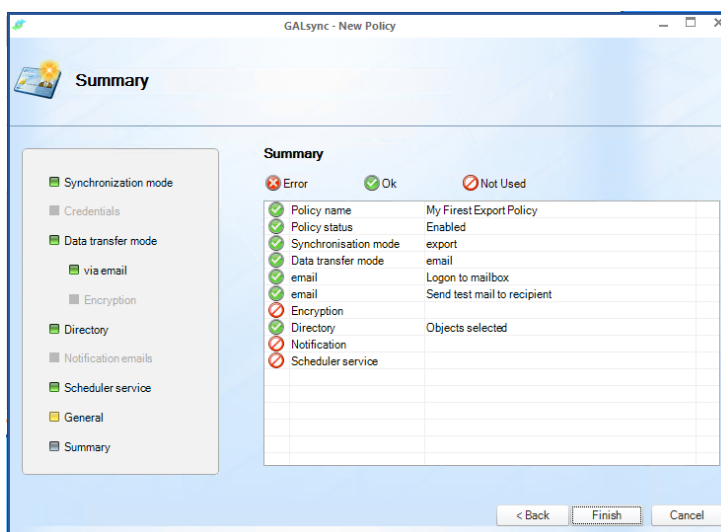 GALsync - New Policy
Summary
Synchronization mode
Credentials
Data transfer mode
via email
Encryption
Directory
Notification emails
Scheduler service
General
Summary
Summary
Error Ok Not Used
Policy name My Firest Export Policy
Policy status Enabled
Synchronisation mode export
Data transfer mode email
email Logon to mailbox
email Send test mail to recipient
Encryption
Directory Objects selected
Notification
Scheduler service
< Back Finish Cancel